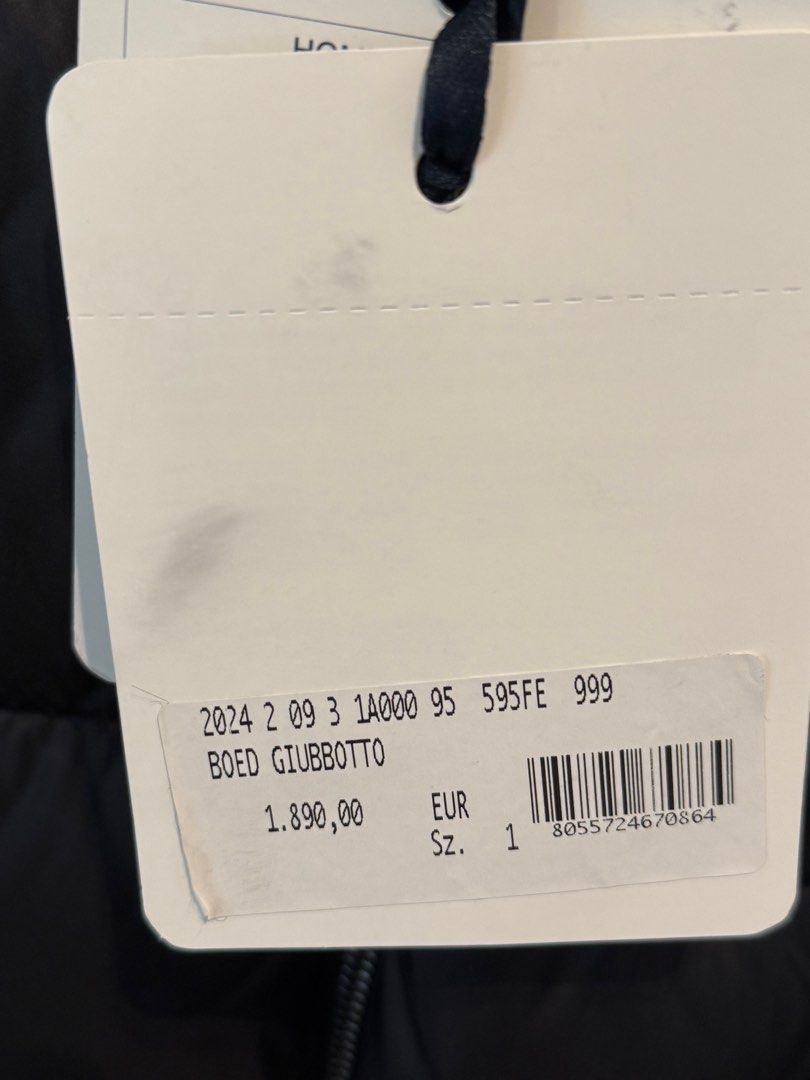 2024 2 09 3 1A000 95 595FE 999
BOED GIUBBOTTO
1.890,00 EUR
Sz. 1
8055724670864